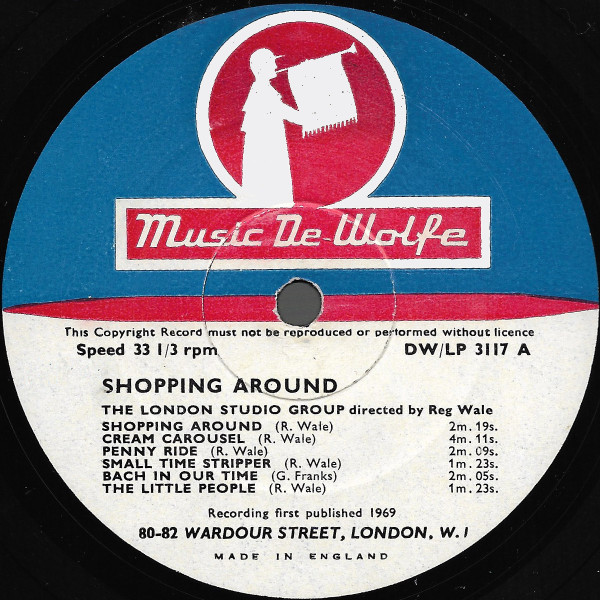 Music De Wolfe
This Copyright Record must not be reproduced or performed without licence
Speed 33 1/3 rpm DW/LP 3117 A
SHOPPING AROUND
THE LONDON STUDIO GROUP directed by Reg Wale
SHOPPING AROUND (R. Wale) 2m. 19s.
CREAM CAROUSEL (R. Wale) 4m. 11s.
PENNY RIDE (R. Wale) 2m. 09s.
SMALL TIME STRIPPER (R. Wale) 1m. 23s.
BACH IN OUR TIME (G. Franks) 2m. 05s.
THE LITTLE PEOPLE (R. Wale) 1m. 23s.
Recording first published 1969
80-82 WARDOUR STREET, LONDON, W.1
MADE IN ENGLAND